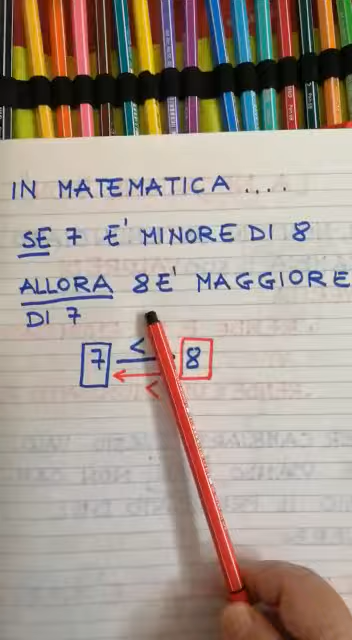 IN MATEMATICA ....
SE 7 E' MINORE DI 8
ALLORA 8 E' MAGGIORE
DI 7
<
7 8
<